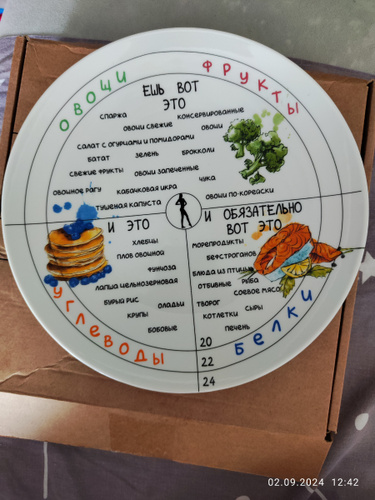 ОВОЩИ
ФРУКТЫ
ЕШЬ ВОТ
ЭТО
спаржа
консервированные
овощи свежие
овощи
салат с огурцами и помидорами
батат
зелень
брокколи
свежие фрукты
овощи запеченные
овощное рагу
кабачковая икра
чука
тушеная капуста
овощи по-корейски
И ЭТО
хлебцы
плов овощной
фунчоза
лапша цельнозерновая
бурый рис
оладьи
крупы
бобовые
УГЛЕВОДЫ
И ОБЯЗАТЕЛЬНО
ВОТ ЭТО
морепродукты
бефстроганов
блюда из птицы
отбивные
рыба
соевое мясо
творог
котлетки
сыры
печень
БЕЛКИ
20
22
24
02.09.2024 12:42